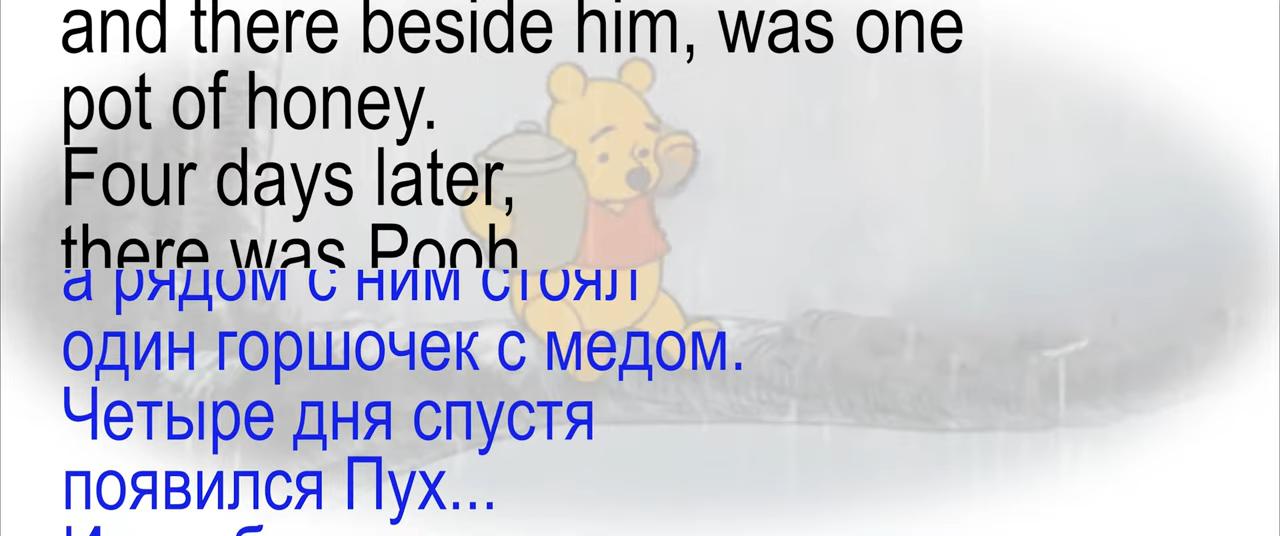 and there beside him, was one
pot of honey.
Four days later,
there was Pooh
а рядом с ним стоял
один горшочек с медом.
Четыре дня спустя
появился Пух...